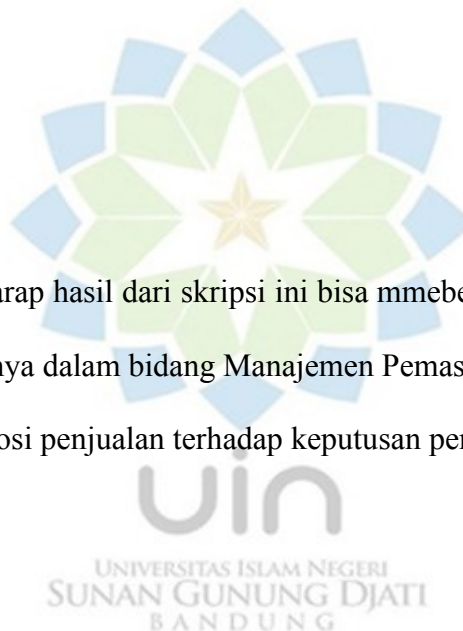 arap hasil dari skripsi ini bisa mmebe
nya dalam bidang Manajemen Pemas
osi penjualan terhadap keputusan pe
uin
UNIVERSITAS ISLAM NEGERI
SUNAN GUNUNG DJATI
BANDUNG